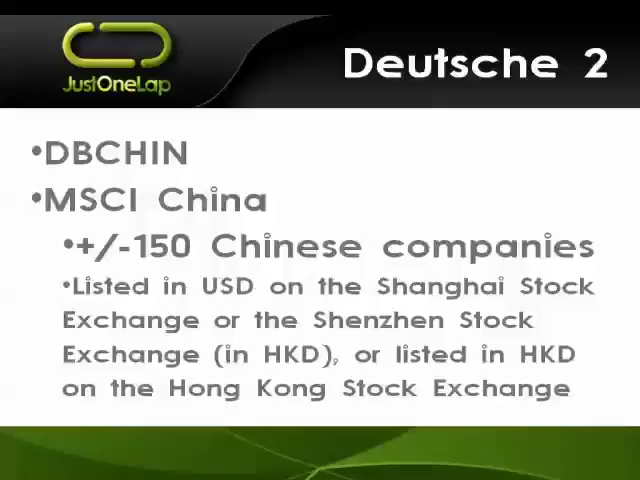 JustOneLap
Deutsche 2
•DBCHIN
•MSCI China
•+/-150 Chinese companies
•Listed in USD on the Shanghai Stock
Exchange or the Shenzhen Stock
Exchange (in HKD), or listed in HKD
on the Hong Kong Stock Exchange